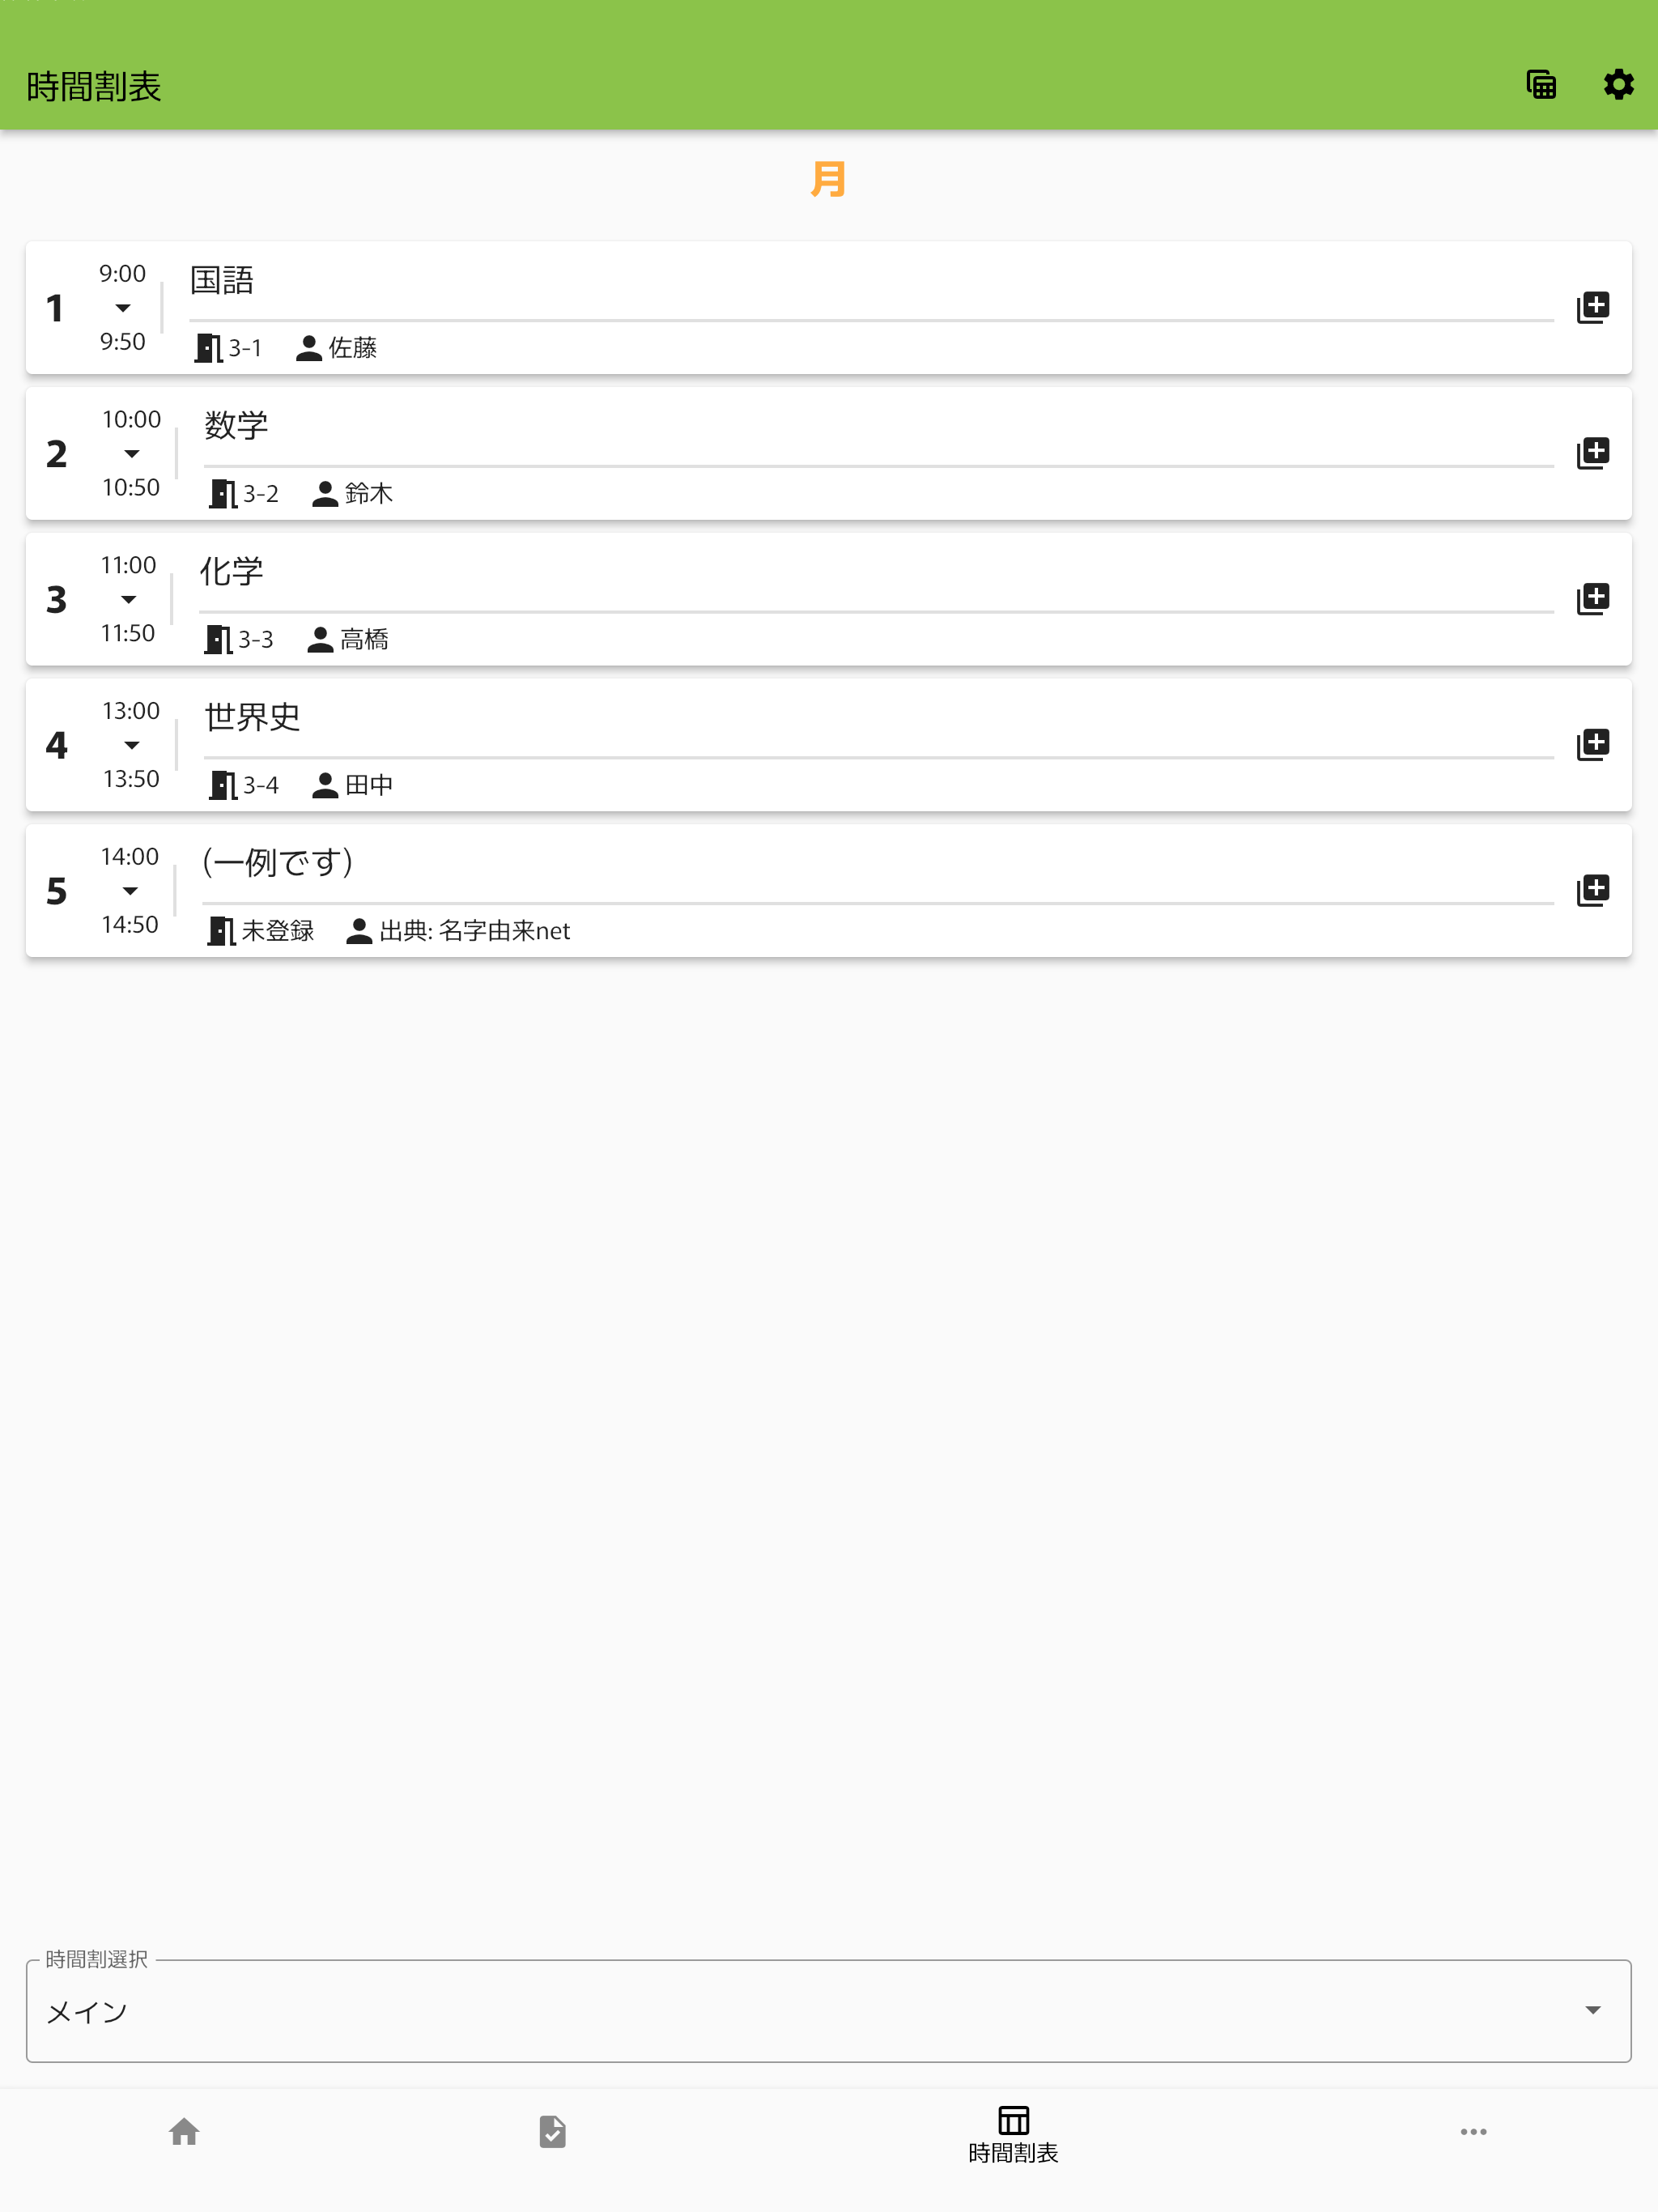 時間割表
月
1
9:00
9:50
国語
3-1 佐藤
2
10:00
10:50
数学
3-2 鈴木
3
11:00
11:50
化学
3-3 高橋
4
13:00
13:50
世界史
3-4 田中
5
14:00
14:50
(一例です)
未登録 出典: 名字由来net
時間割選択
メイン
時間割表